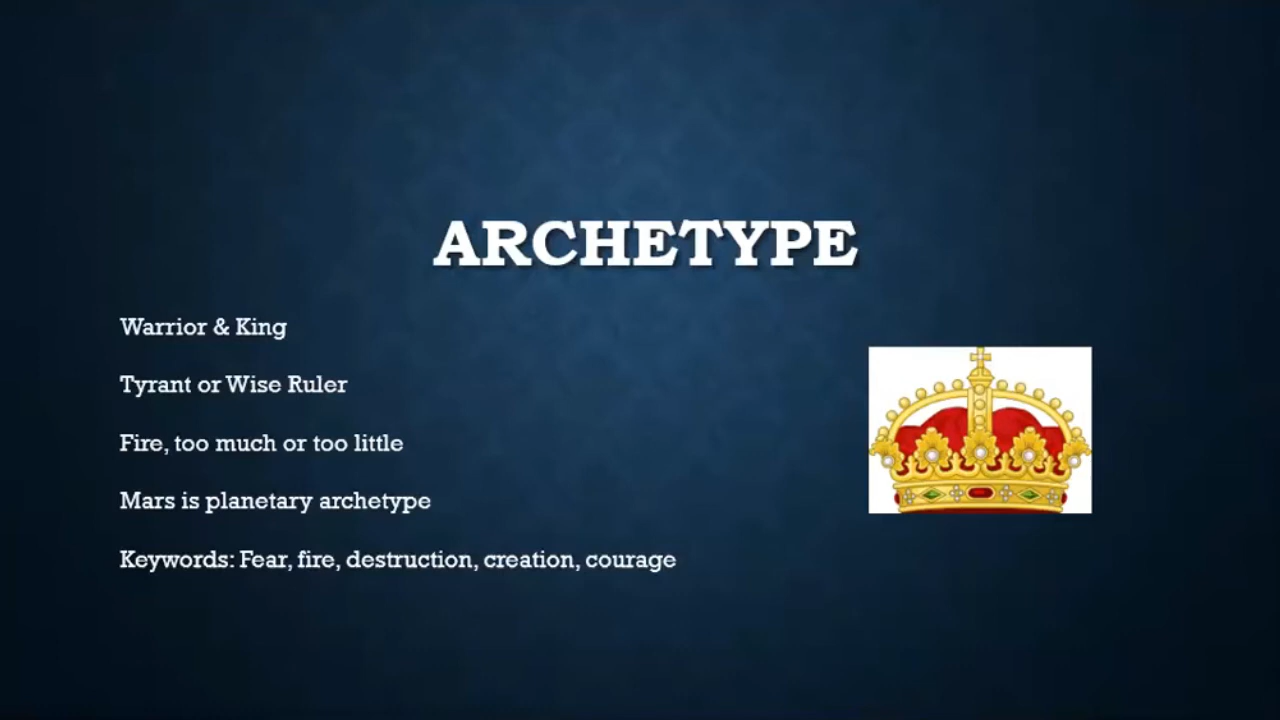 ARCHETYPE
Warrior & King
Tyrant or Wise Ruler
Fire, too much or too little
Mars is planetary archetype
Keywords: Fear, fire, destruction, creation, courage